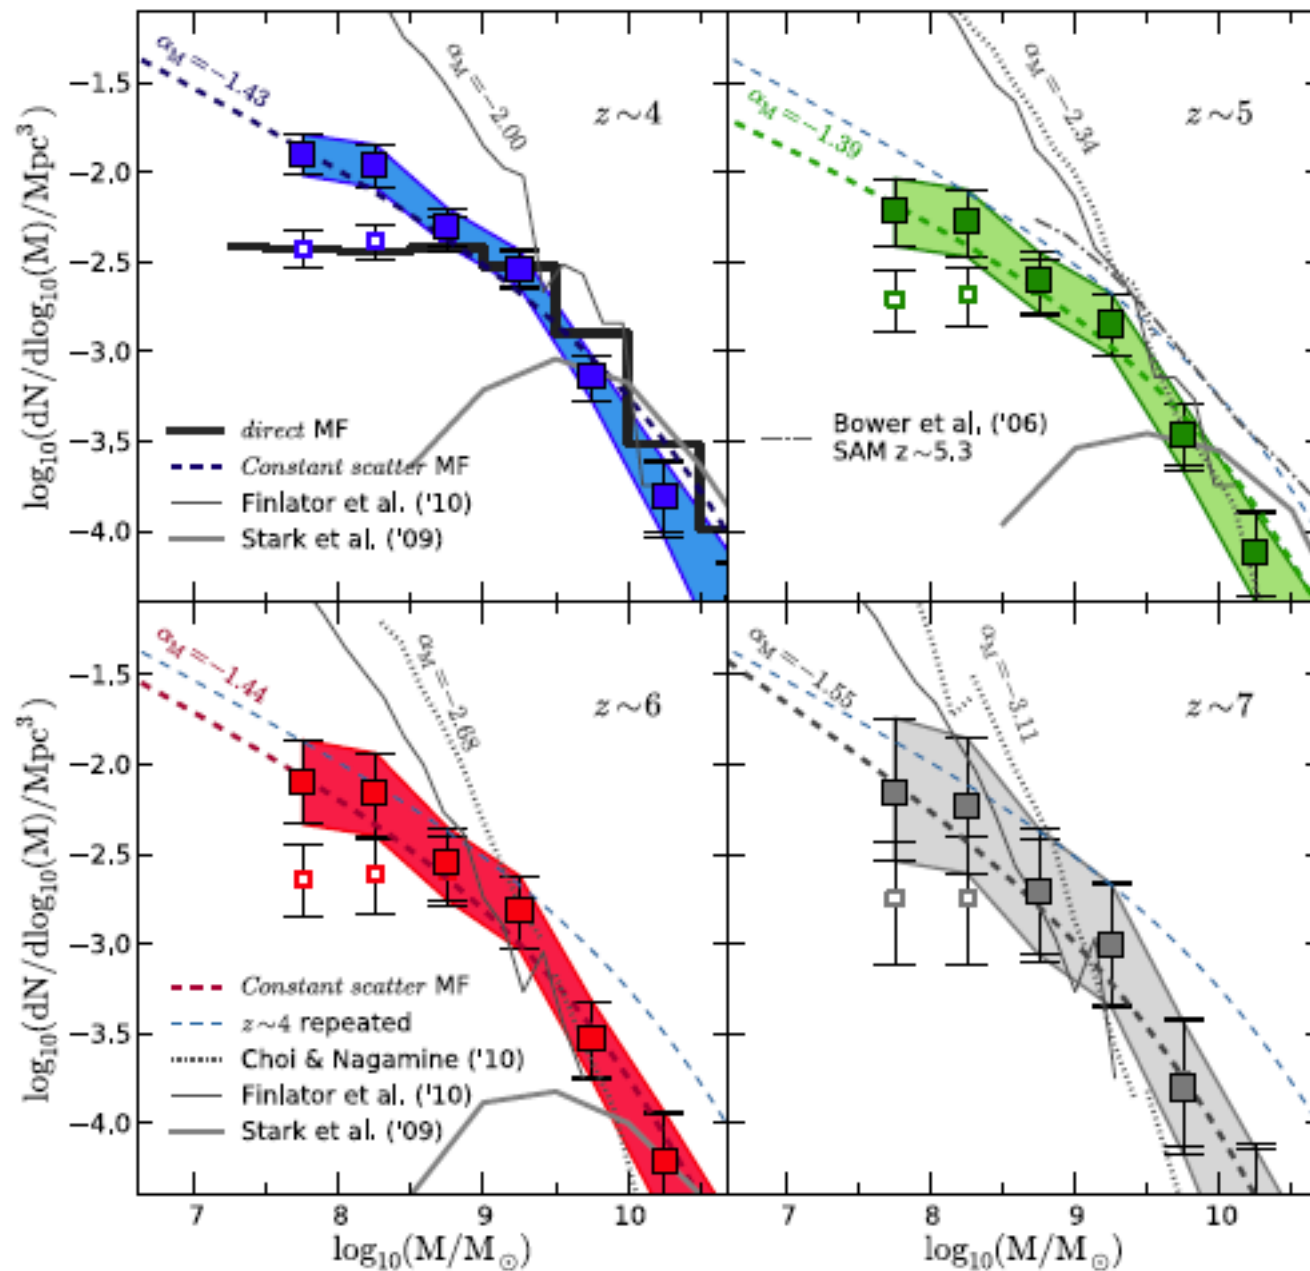 log₁₀(dN/dlog₁₀(M)/Mpc³)
−1.5
−2.0
−2.5
−3.0
−3.5
−4.0
α_M=−1.43
α_M=−2.00
z∼4
direct MF
Constant scatter MF
Finlator et al. ('10)
Stark et al. ('09)
α_M=−1.39
α_M=−2.34
z∼5
Bower et al. ('06)
SAM z∼5.3
log₁₀(dN/dlog₁₀(M)/Mpc³)
−1.5
−2.0
−2.5
−3.0
−3.5
−4.0
α_M=−1.44
α_M=−2.68
z∼6
Constant scatter MF
z∼4 repeated
Choi & Nagamine ('10)
Finlator et al. ('10)
Stark et al. ('09)
α_M=−1.55
α_M=−3.11
z∼7
7 8 9 10
7 8 9 10
log₁₀(M/M☉)
log₁₀(M/M☉)